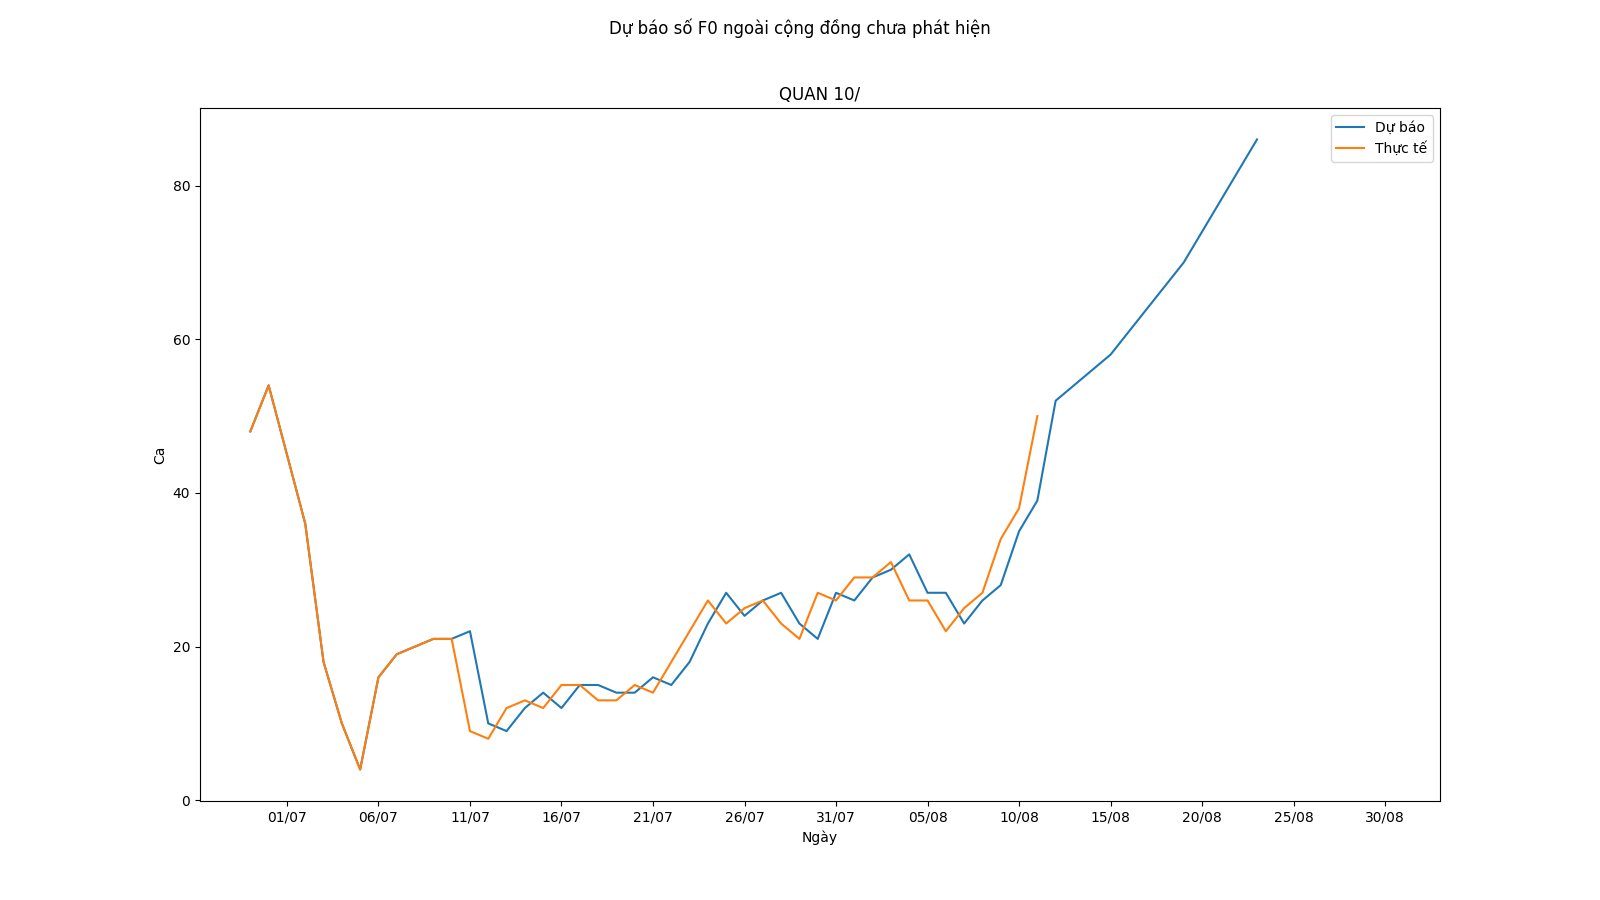 Dự báo số F0 ngoài cộng đồng chưa phát hiện
QUAN 10/
Dự báo
Thực tế
80
60
40
20
0
Ca
01/07 06/07 11/07 16/07 21/07 26/07 31/07 05/08 10/08 15/08 20/08 25/08 30/08
Ngày